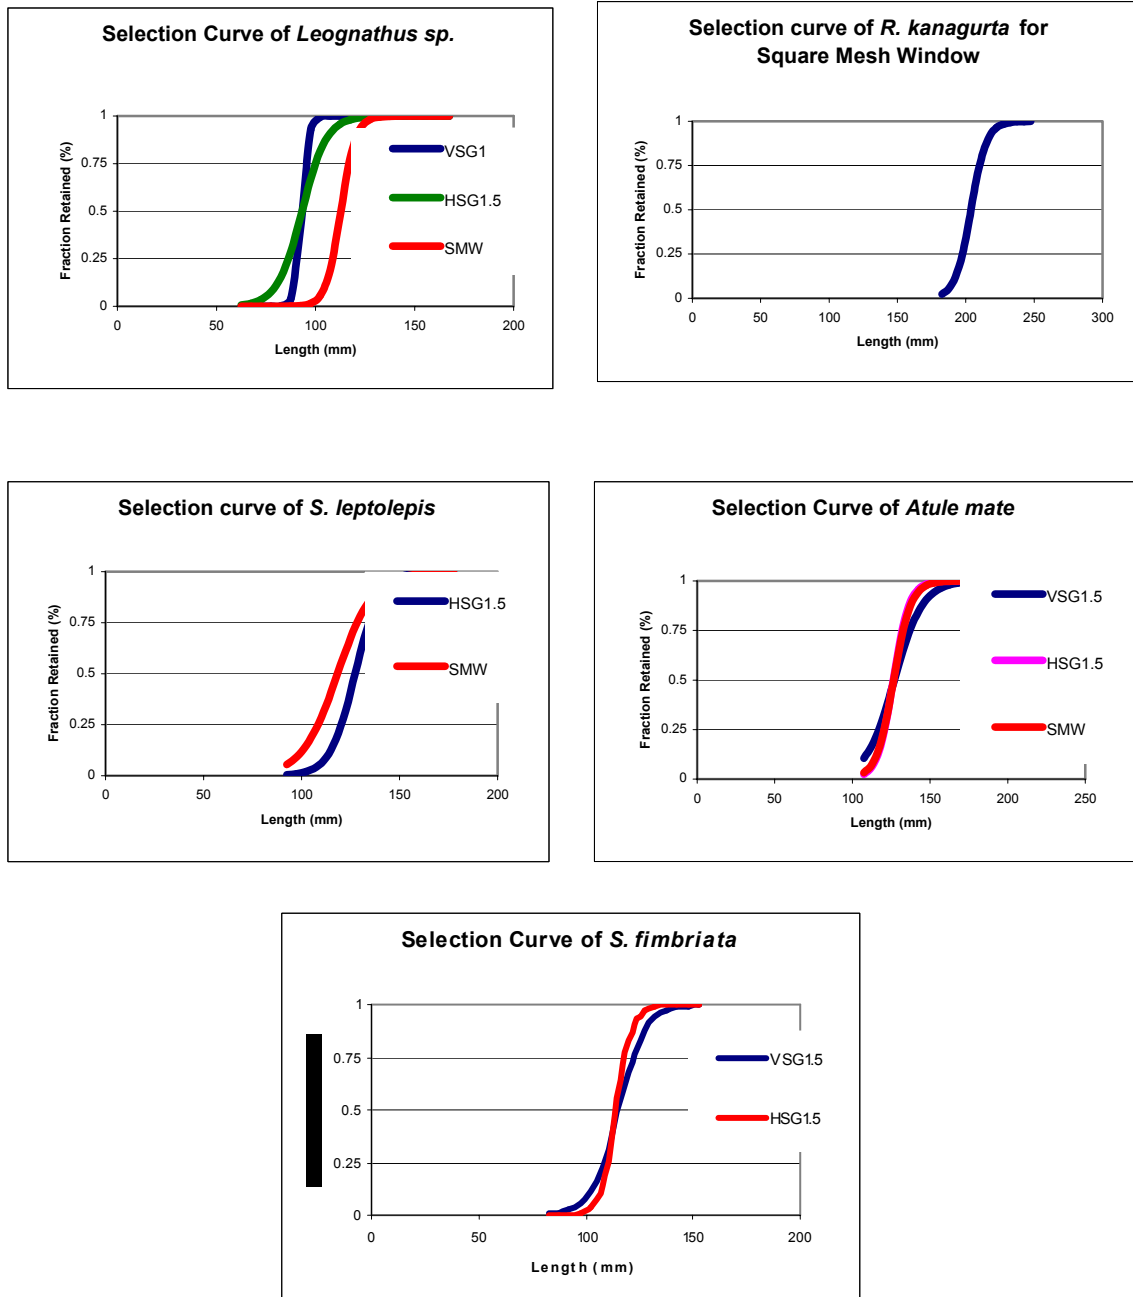 Selection Curve of Leognathus sp.
Fraction Retained (%)
1
0.75
0.5
0.25
0
0 50 100 150 200
Length (mm)
VSG1
HSG1.5
SMW
Selection curve of R. kanagurta for
Square Mesh Window
Fraction Retained (%)
1
0.75
0.5
0.25
0
0 50 100 150 200 250 300
Length (mm)
Selection curve of S. leptolepis
Fraction Retained (%)
1
0.75
0.5
0.25
0
0 50 100 150 200
Length (mm)
HSG1.5
SMW
Selection Curve of Atule mate
Fraction Retained (%)
1
0.75
0.5
0.25
0
0 50 100 150 200 250
Length (mm)
VSG1.5
HSG1.5
SMW
Selection Curve of S. fimbriata
1
0.75
0.5
0.25
0
0 50 100 150 200
Length (mm)
VSG1.5
HSG1.5